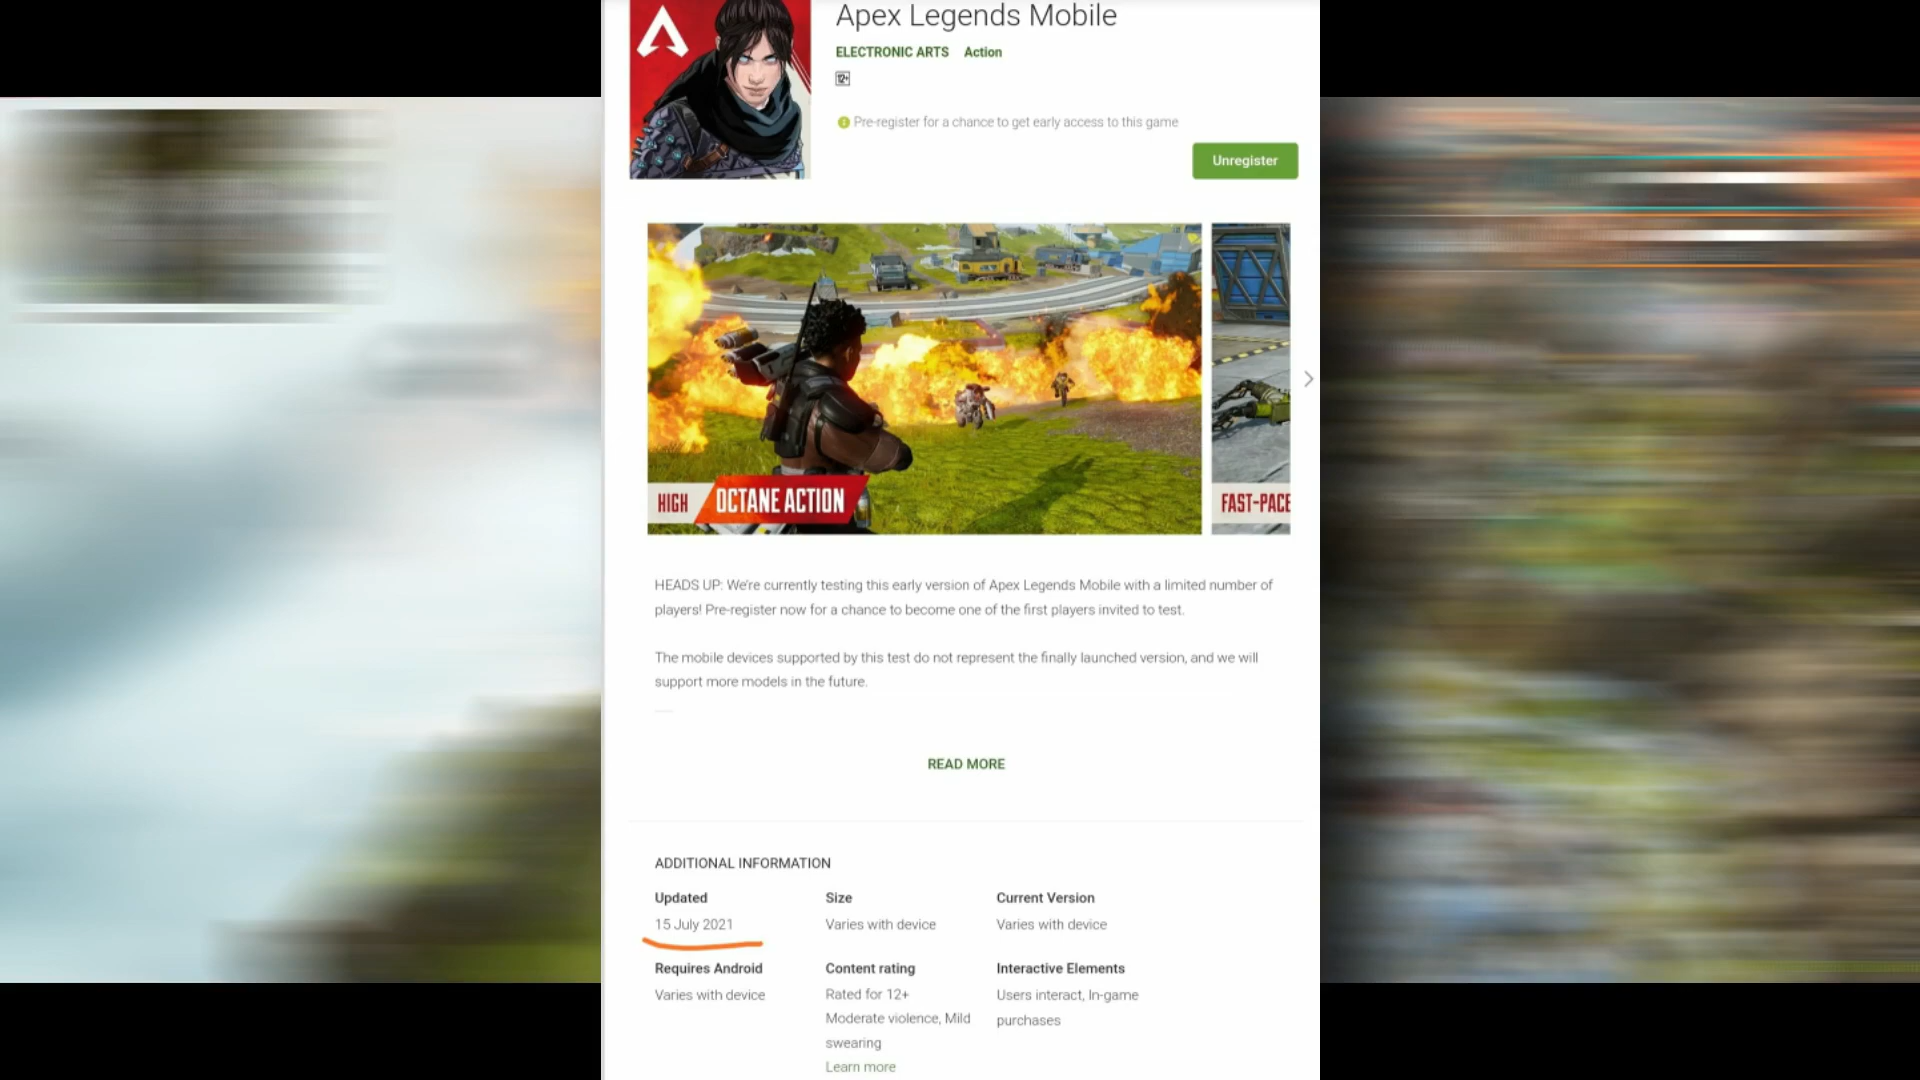 Apex Legends Mobile
ELECTRONIC ARTS Action
12+
Pre-register for a chance to get early access to this game
Unregister
HIGH OCTANE ACTION
FAST-PACE
HEADS UP: We're currently testing this early version of Apex Legends Mobile with a limited number of
players! Pre-register now for a chance to become one of the first players invited to test.
The mobile devices supported by this test do not represent the finally launched version, and we will
support more models in the future.
READ MORE
ADDITIONAL INFORMATION
Updated Size Current Version
15 July 2021 Varies with device Varies with device
Requires Android Content rating Interactive Elements
Varies with device Rated for 12+ Users interact, In-game
Moderate violence, Mild purchases
swearing
Learn more